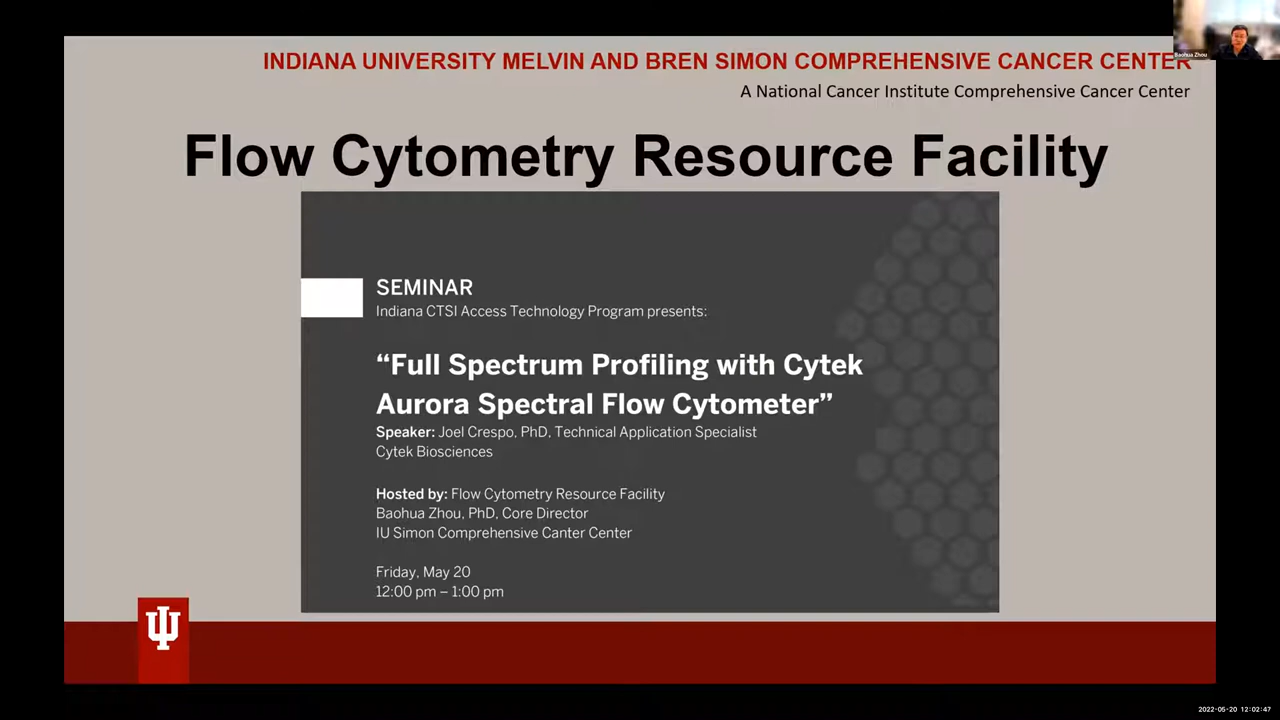 INDIANA UNIVERSITY MELVIN AND BREN SIMON COMPREHENSIVE CANCER CENTER
Baohua Zhou
A National Cancer Institute Comprehensive Cancer Center
Flow Cytometry Resource Facility
SEMINAR
Indiana CTSI Access Technology Program presents:
“Full Spectrum Profiling with Cytek
Aurora Spectral Flow Cytometer”
Speaker: Joel Crespo, PhD, Technical Application Specialist
Cytek Biosciences
Hosted by: Flow Cytometry Resource Facility
Baohua Zhou, PhD, Core Director
IU Simon Comprehensive Canter Center
Friday, May 20
12:00 pm – 1:00 pm
2022-05-20 12:02:47